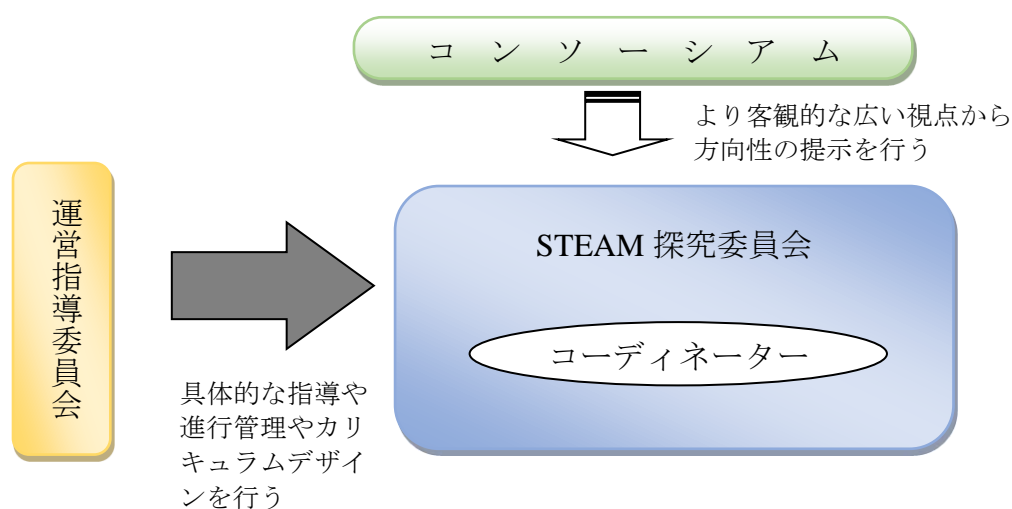 コンソーシアム
より客観的な広い視点から
方向性の提示を行う
運営指導委員会
STEAM 探究委員会
コーディネーター
具体的な指導や
進行管理やカリ
キュラムデザイ
ンを行う